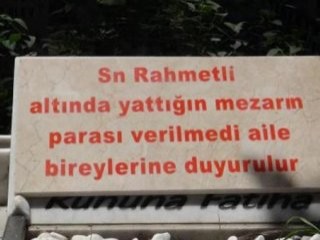 Sn Rahmetli
altında yattığın mezarın
parası verilmedi aile
bireylerine duyurulur
Ruhuna Fatiha